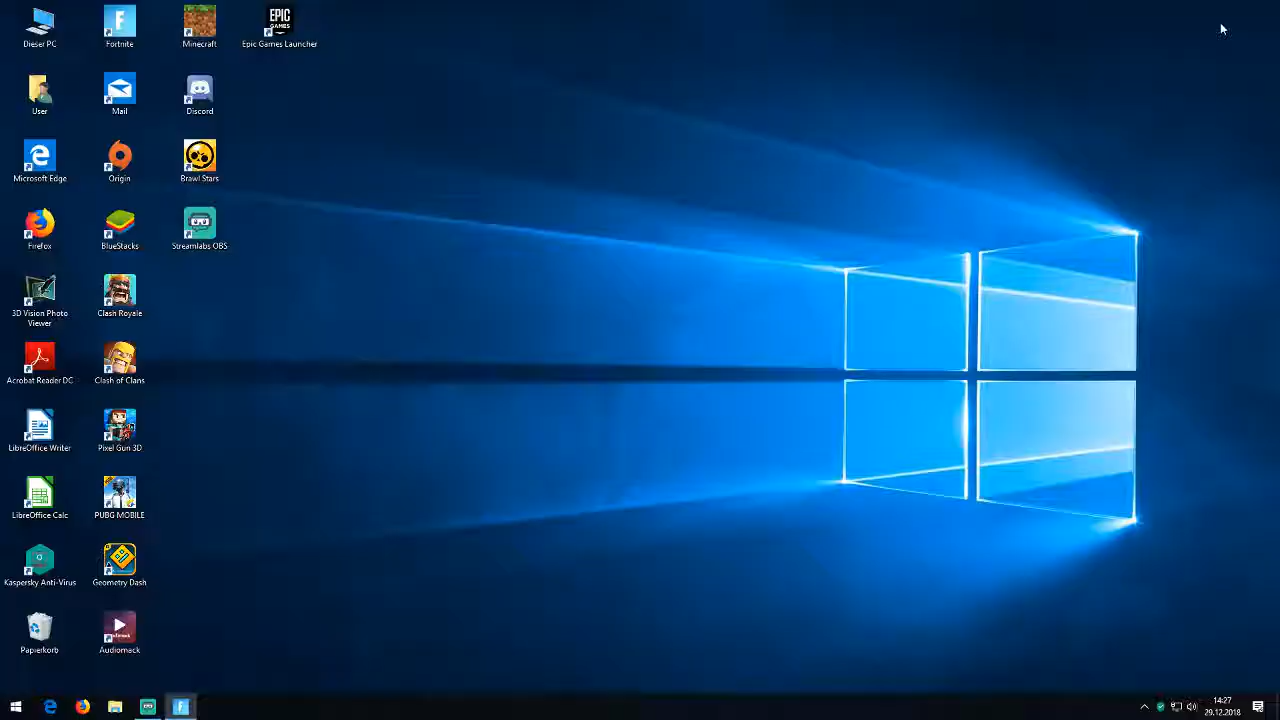 EPIC
GAMES
Dieser PC
Fortnite
Minecraft
Epic Games Launcher
User
Mail
Discord
Microsoft Edge
Origin
Brawl Stars
Firefox
BlueStacks
Streamlabs OBS
3D Vision Photo
Viewer
Clash Royale
Acrobat Reader DC
Clash of Clans
LibreOffice Writer
Pixel Gun 3D
LibreOffice Calc
PUBG MOBILE
Kaspersky Anti-Virus
Geometry Dash
Papierkorb
Audiomack
14:27
29.12.2018